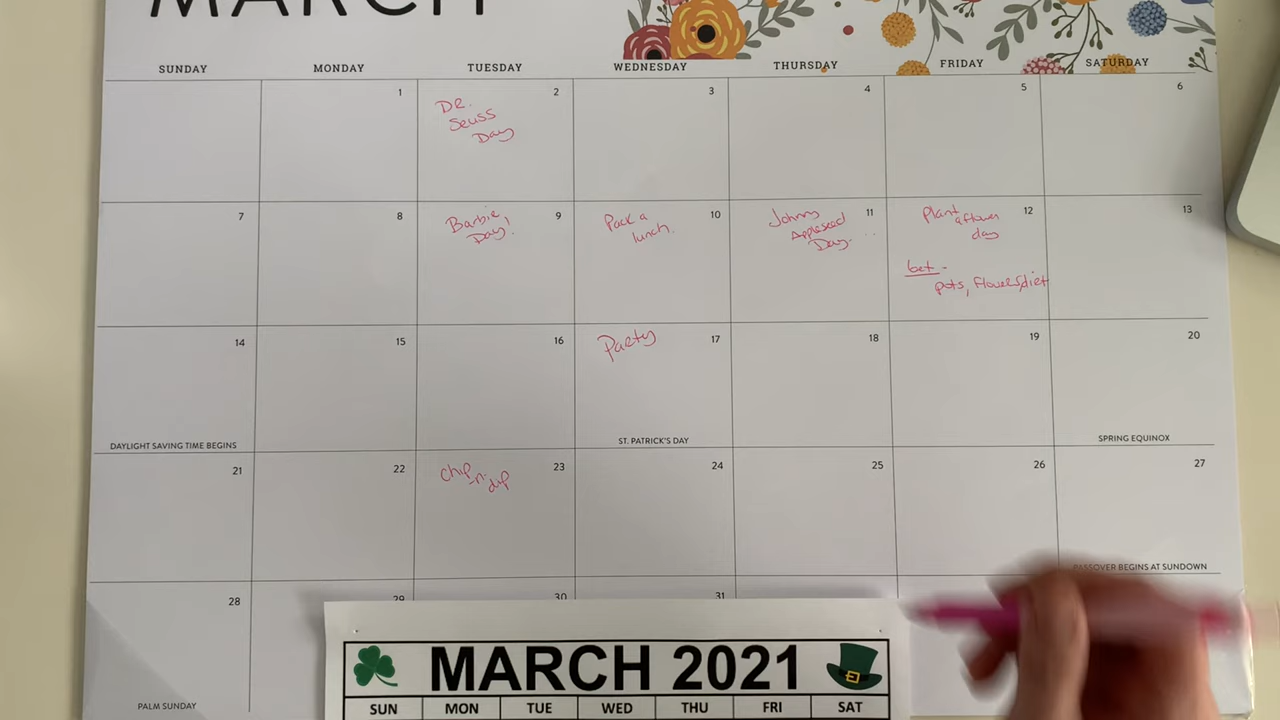 MARCH
SUNDAY MONDAY TUESDAY WEDNESDAY THURSDAY FRIDAY SATURDAY
1 2 3 4 5 6
Dr.
Seuss
Day
7 8 9 10 11 12 13
Barbie
Day!
Pack a
lunch.
Johnny
Appleseed
Day.
Plant
a flower
day
get -
pots, flowers/dirt
14 15 16 17 18 19 20
Party
DAYLIGHT SAVING TIME BEGINS
ST. PATRICK'S DAY
SPRING EQUINOX
21 22 23 24 25 26 27
Chip
-n-
dip
PASSOVER BEGINS AT SUNDOWN
28 29 30 31
PALM SUNDAY
MARCH 2021
SUN MON TUE WED THU FRI SAT